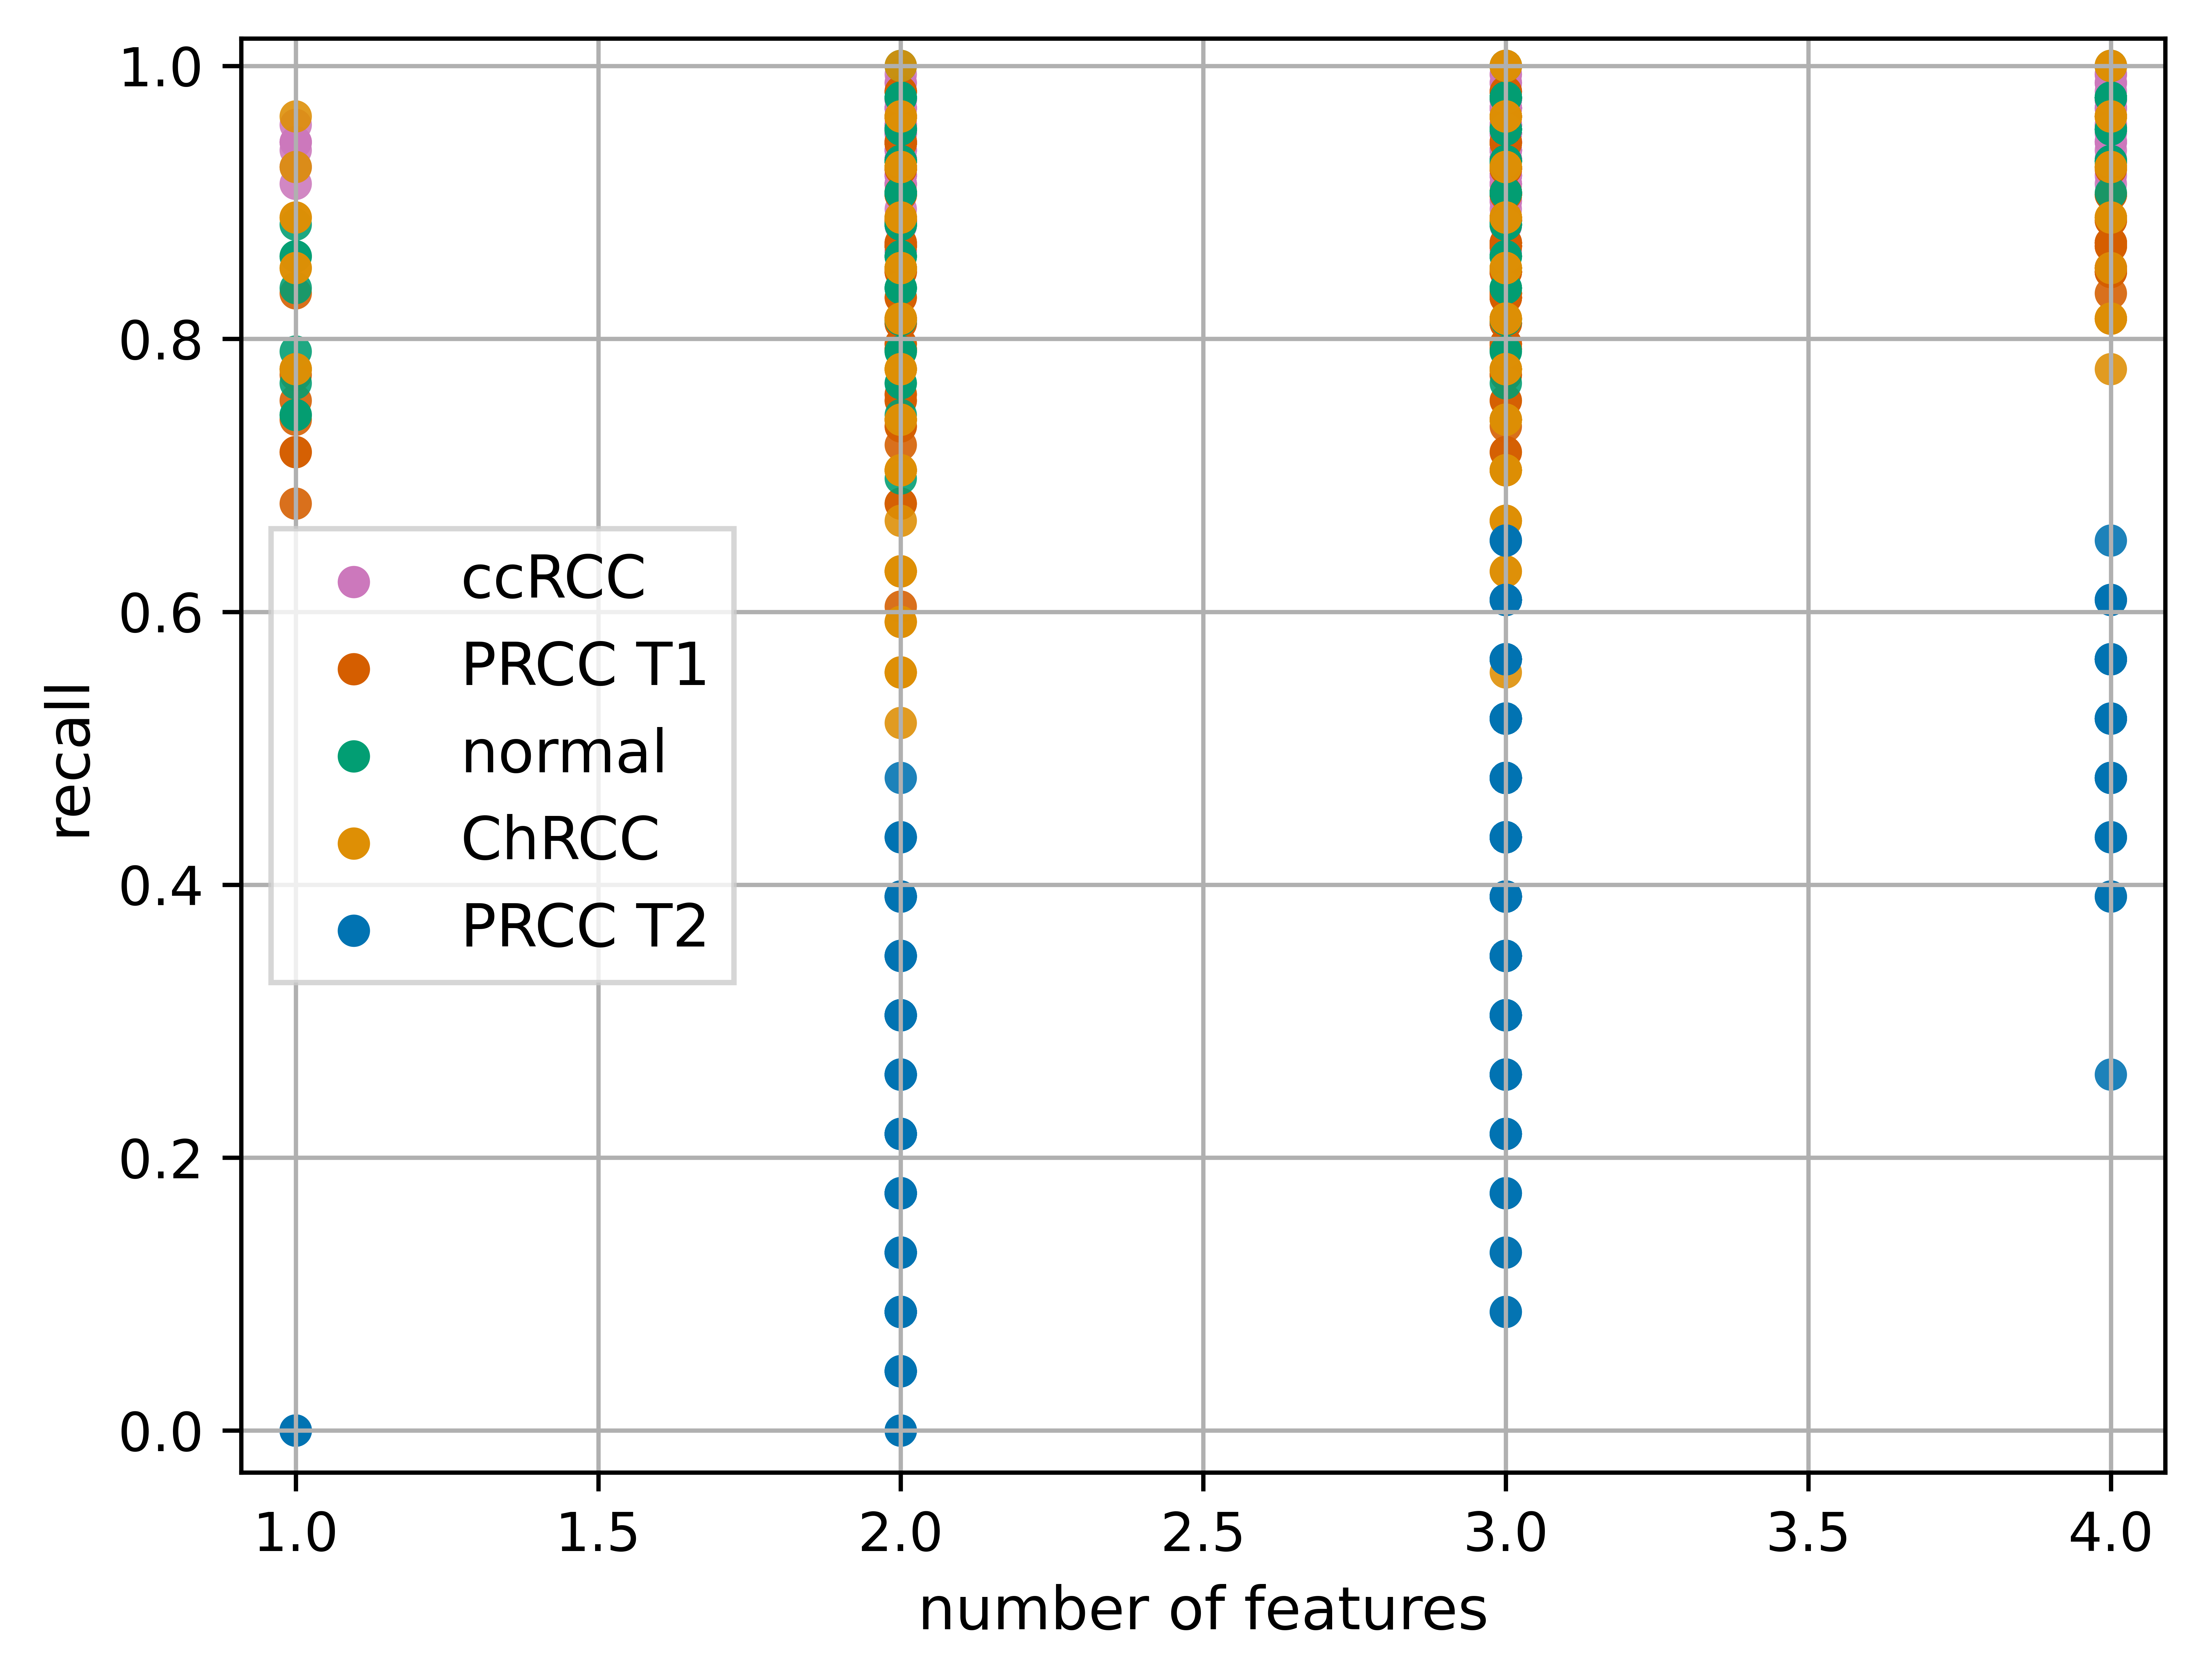 1.0
0.8
0.6
0.4
0.2
0.0
recall
ccRCC
PRCC T1
normal
ChRCC
PRCC T2
1.0 1.5 2.0 2.5 3.0 3.5 4.0
number of features